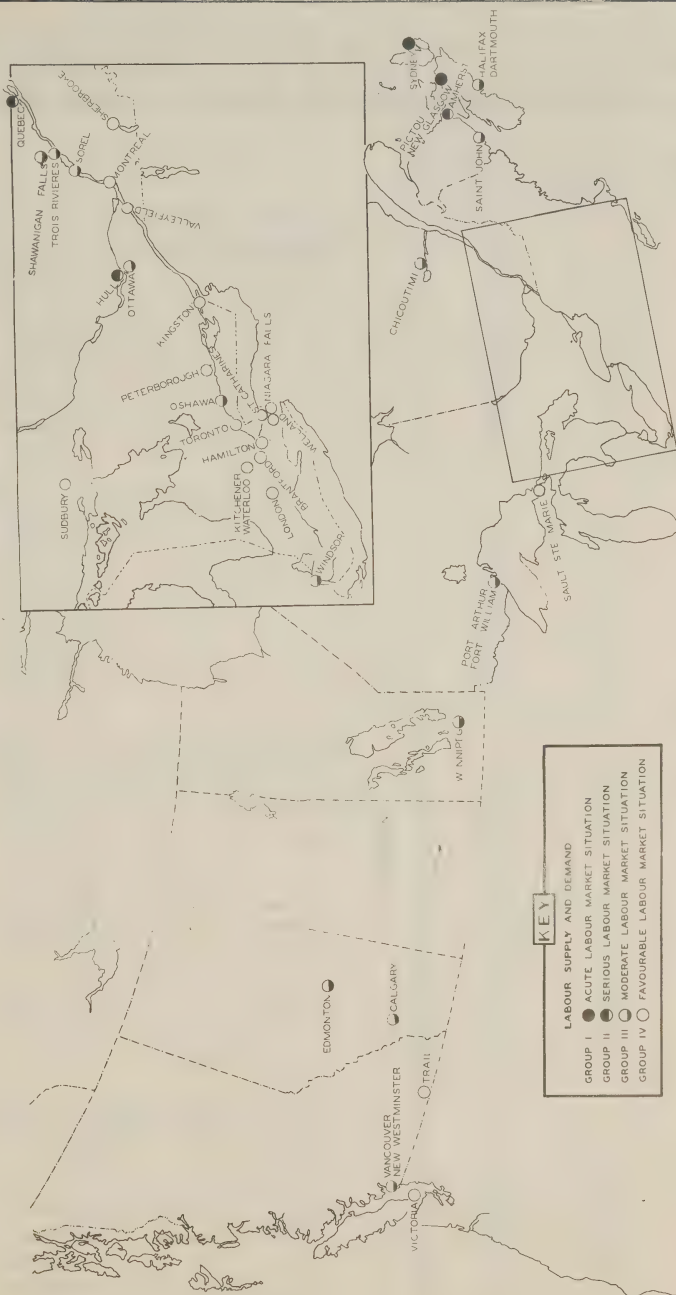 QUEBEC
SHAWANIGAN FALLS
TROIS RIVIERES
SHERBROOKE
SOREL
MONTREAL
VALLEYFIELD
HULL
OTTAWA
KINGSTON
PETERBOROUGH
OSHAWA
TORONTO
ST CATHARINES
NIAGARA FALLS
HAMILTON
WELLAND
KITCHENER
WATERLOO
BRANTFORD
LONDON
WINDSOR
SUDBURY
SYDNEY
PICTOU
NEW GLASGOW
AMHERST
HALIFAX
DARTMOUTH
SAINT JOHN
CHICOUTIMI
SAULT STE MARIE
PORT ARTHUR
FORT WILLIAM
WINNIPEG
EDMONTON
CALGARY
TRAIL
VANCOUVER
NEW WESTMINSTER
VICTORIA
KEY
LABOUR SUPPLY AND DEMAND
GROUP I ACUTE LABOUR MARKET SITUATION
GROUP II SERIOUS LABOUR MARKET SITUATION
GROUP III MODERATE LABOUR MARKET SITUATION
GROUP IV FAVOURABLE LABOUR MARKET SITUATION